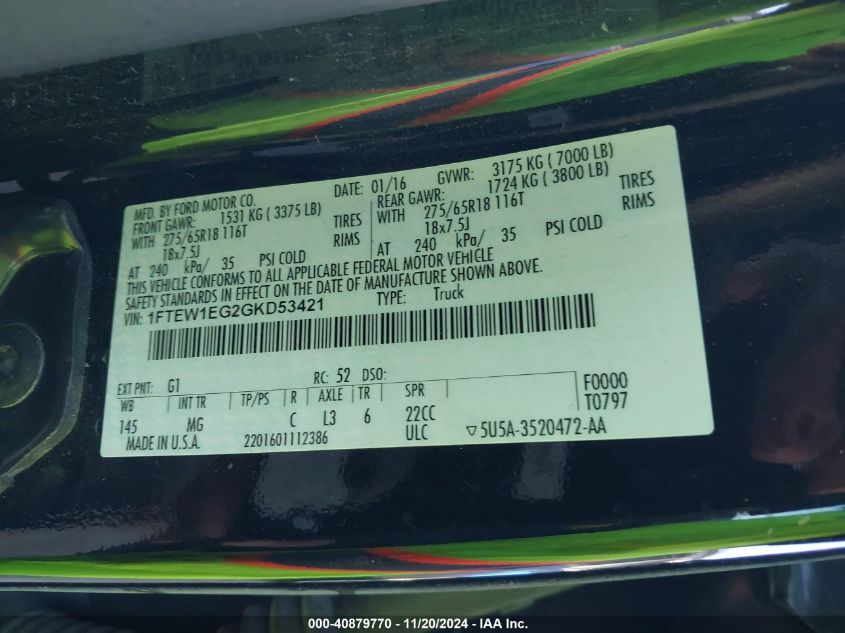 MFD. BY FORD MOTOR CO. DATE: 01/16 GVWR: 3175 KG ( 7000 LB)
FRONT GAWR: 1531 KG ( 3375 LB) REAR GAWR: 1724 KG ( 3800 LB)
WITH 275/65R18 116T TIRES WITH 275/65R18 116T TIRES
18x7.5J RIMS 18x7.5J RIMS
AT 240 kPa/ 35 PSI COLD AT 240 kPa/ 35 PSI COLD
THIS VEHICLE CONFORMS TO ALL APPLICABLE FEDERAL MOTOR VEHICLE
SAFETY STANDARDS IN EFFECT ON THE DATE OF MANUFACTURE SHOWN ABOVE.
VIN: 1FTEW1EG2GKD53421 TYPE: Truck
EXT PNT: G1 RC: 52 DSO: F0000
WB INT TR TP/PS R AXLE TR SPR T0797
145 MG C L3 6 22CC
MADE IN U.S.A. 2201601112386 ULC ▽5U5A-3520472-AA
000-40879770 - 11/20/2024 - © IAA, Inc.